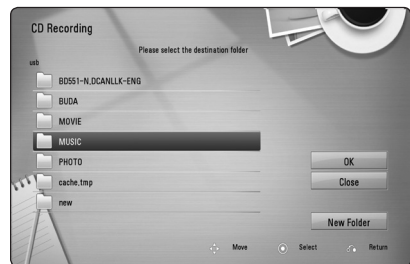 CD Recording
Please select the destination folder
usb
BD551-N,DCANLLK-ENG
BUDA
MOVIE
MUSIC
PHOTO
cache,tmp
new
OK
Close
New Folder
Move Select Return